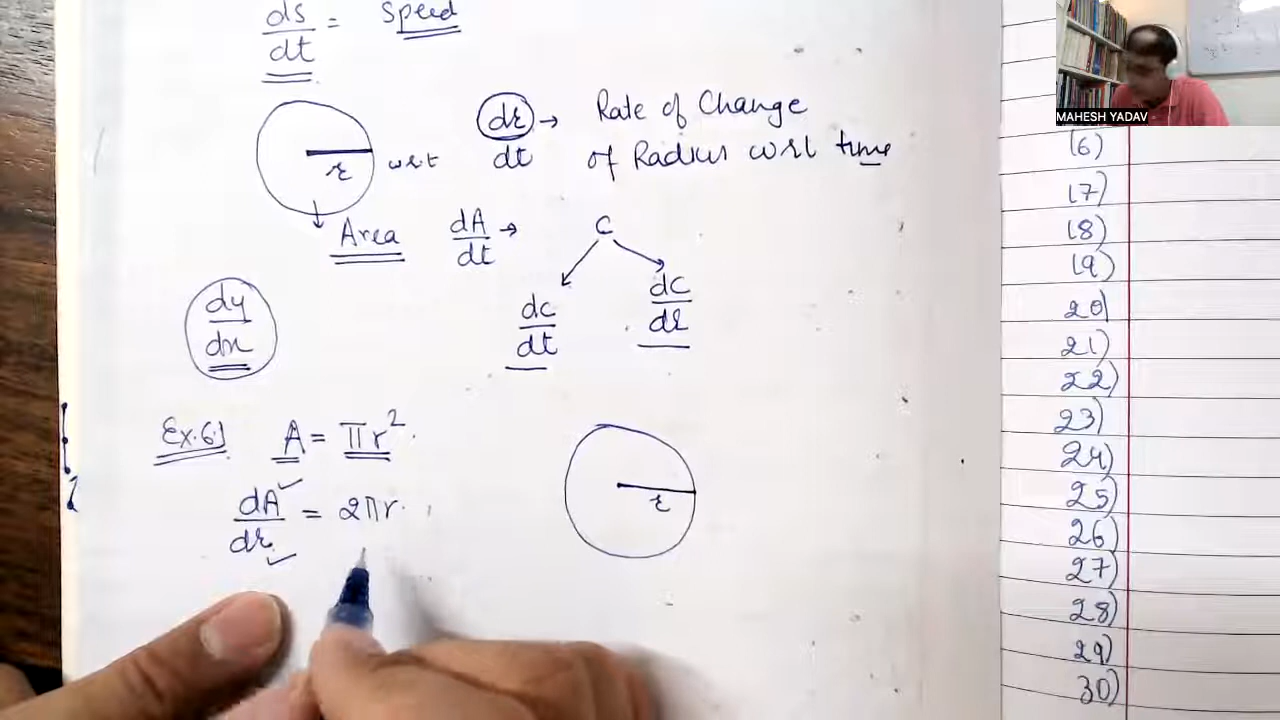 ds/dt = Speed
dr/dt → Rate of Change
of Radius wrt time
r wrt
Area dA/dt → C
dc/dt dc/dr
dy/dx
Ex.6.1 A = πr².
dA/dr = 2πr.
r
MAHESH YADAV
16)
17)
18)
19)
20)
21)
22)
23)
24)
25)
26)
27)
28)
29)
30)